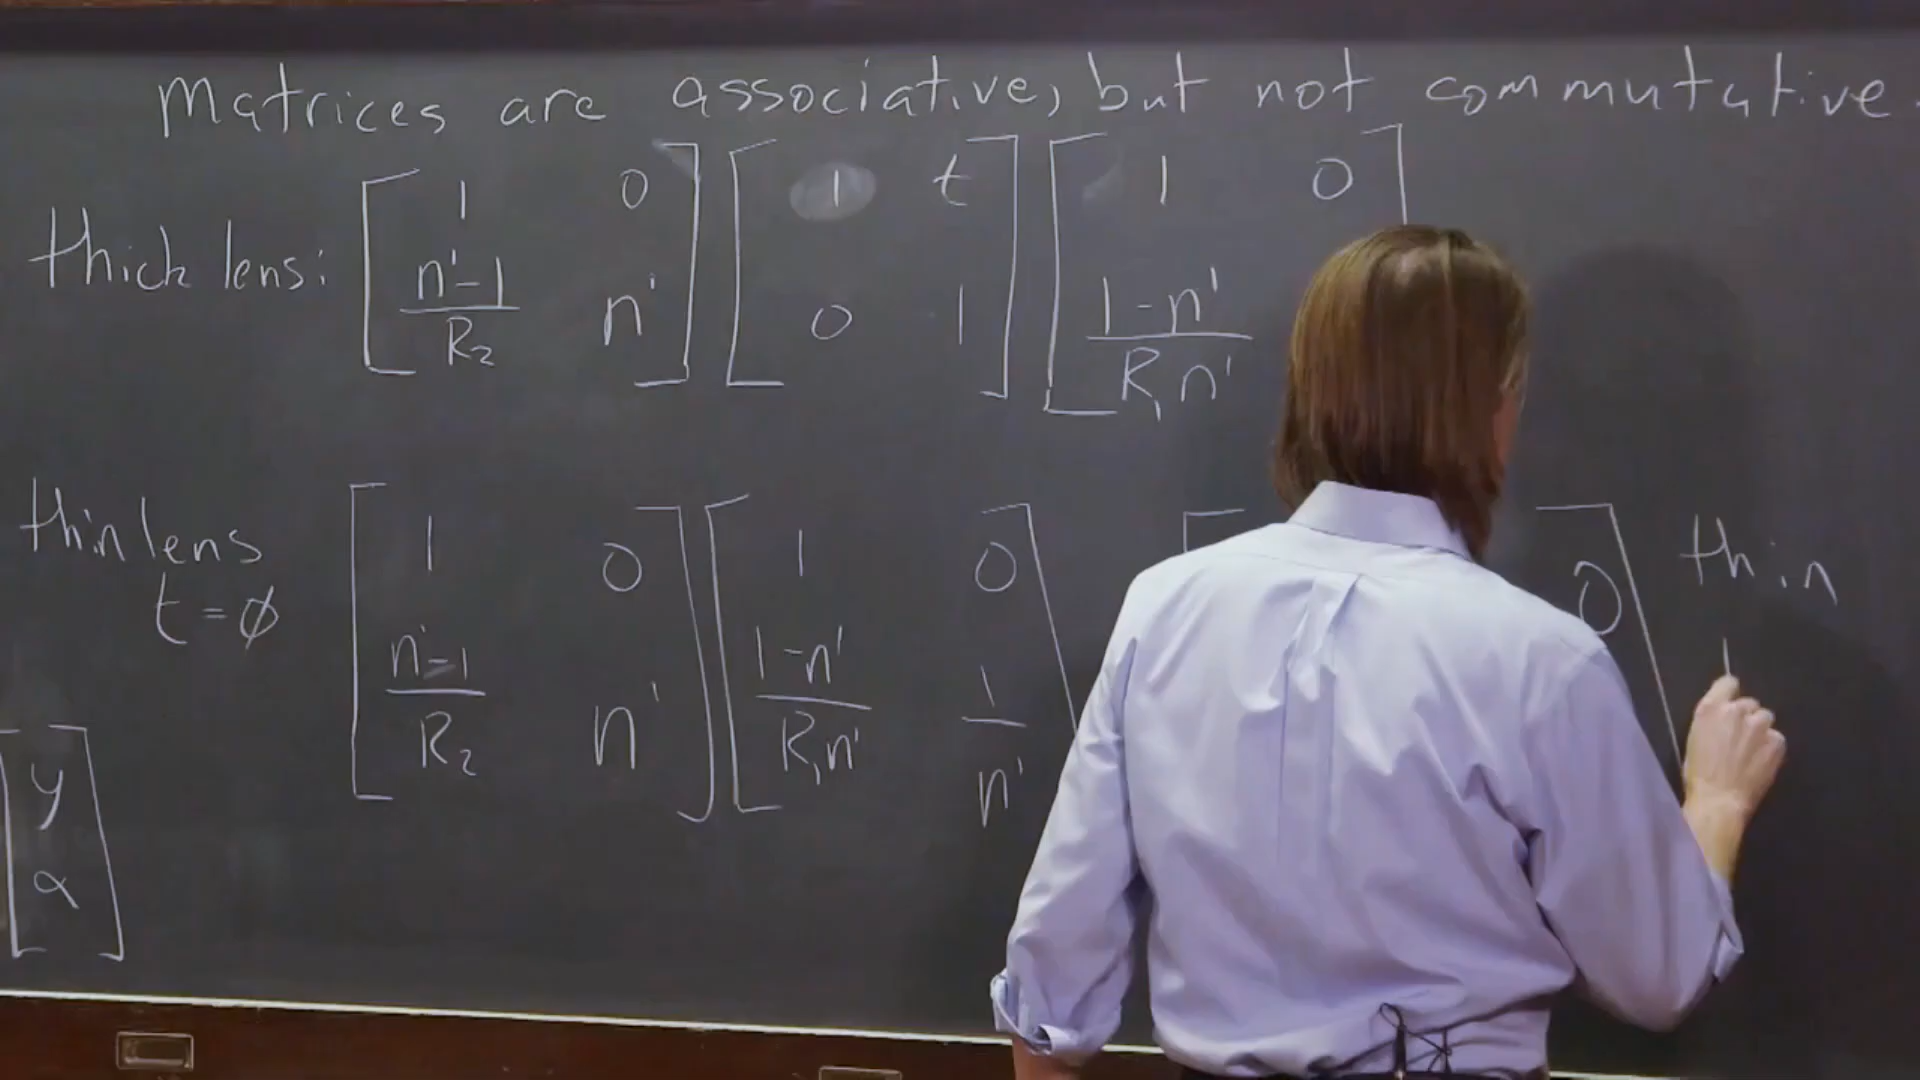 Matrices are associative, but not commutative.
thick lens: [ 1 0 ] [ 1 t ] [ 1 0 ]
[ n'-1/R₂ n' ] [ 0 1 ] [ 1-n'/R₁n'
thin lens [ 1 0 ] [ 1 0 ] [ 0 ] thin
t=∅ [ n'-1/R₂ n' ] [ 1-n'/R₁n' 1/n' ]
[ y ]
[ α ]